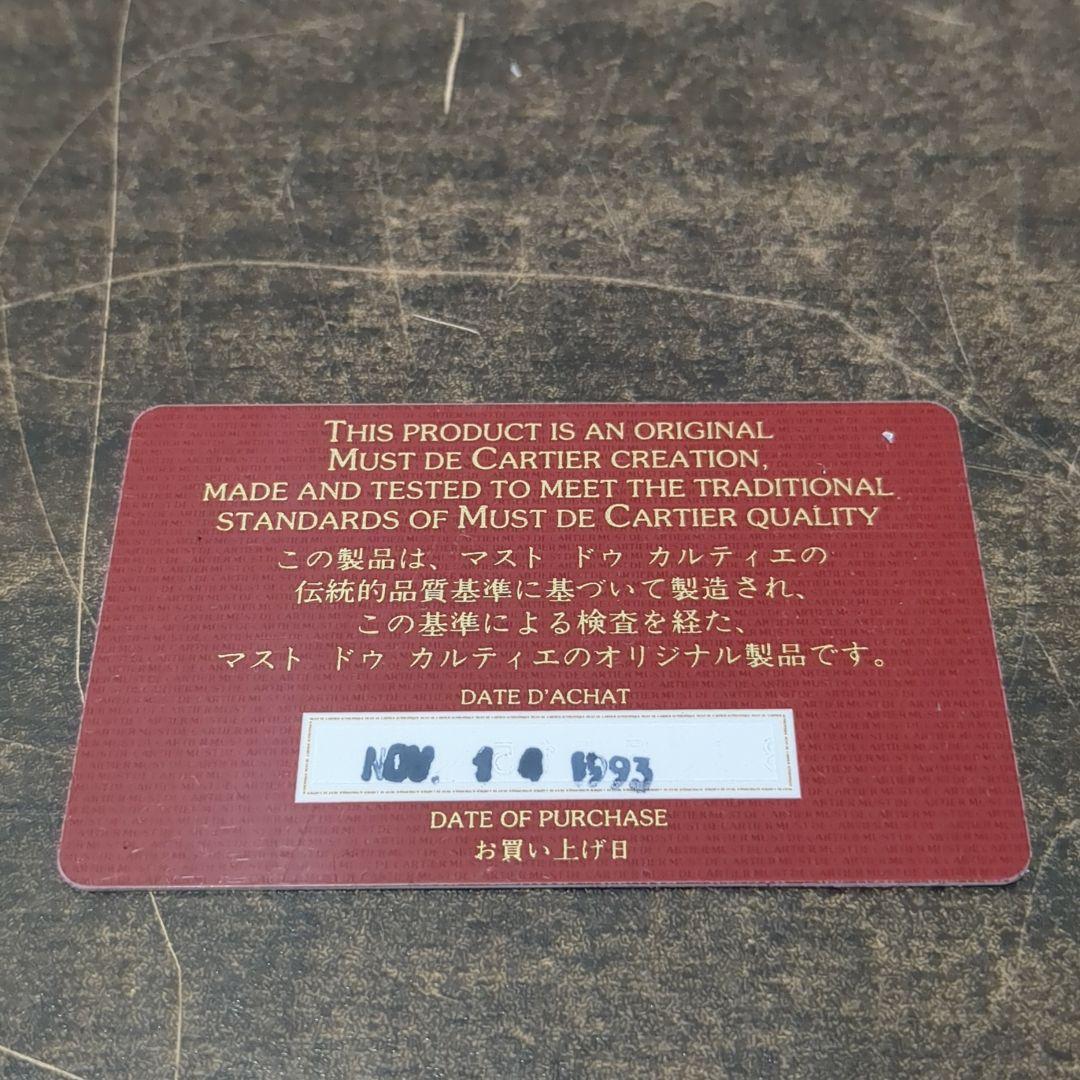 THIS PRODUCT IS AN ORIGINAL
MUST DE CARTIER CREATION,
MADE AND TESTED TO MEET THE TRADITIONAL
STANDARDS OF MUST DE CARTIER QUALITY
この製品は、マスト ドゥ カルティエの
伝統的品質基準に基づいて製造され、
この基準による検査を経た、
マスト ドゥ カルティエのオリジナル製品です。
DATE D'ACHAT
NOV. 1 1993
DATE OF PURCHASE
お買い上げ日